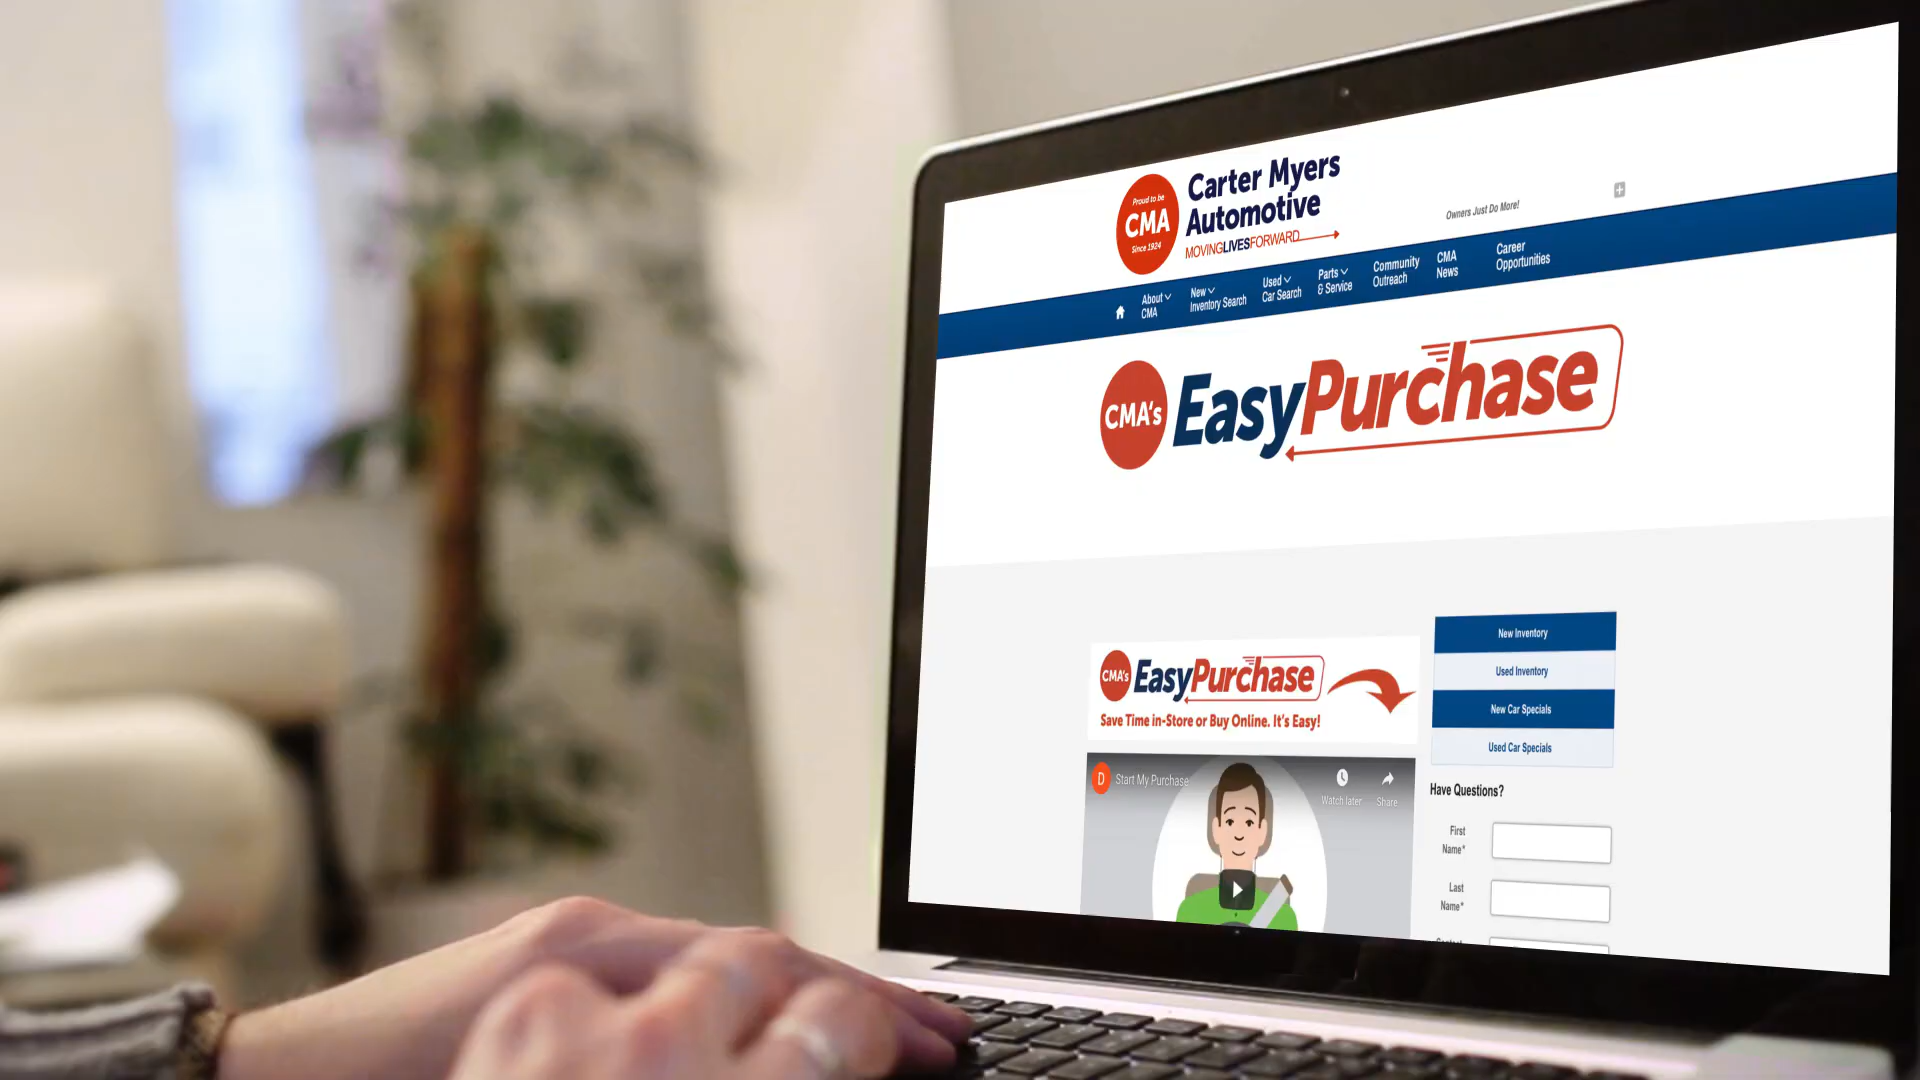 Proud to be
CMA
Since 1924
Carter Myers
Automotive
MOVINGLIVESFORWARD
Owners Just Do More!
About
CMA
New
Inventory Search
Used
Car Search
Parts
& Service
Community
Outreach
CMA
News
Career
Opportunities
CMA's EasyPurchase
CMA's EasyPurchase
Save Time in-Store or Buy Online. It's Easy!
D Start My Purchase
Watch later
Share
New Inventory
Used Inventory
New Car Specials
Used Car Specials
Have Questions?
First
Name*
Last
Name*